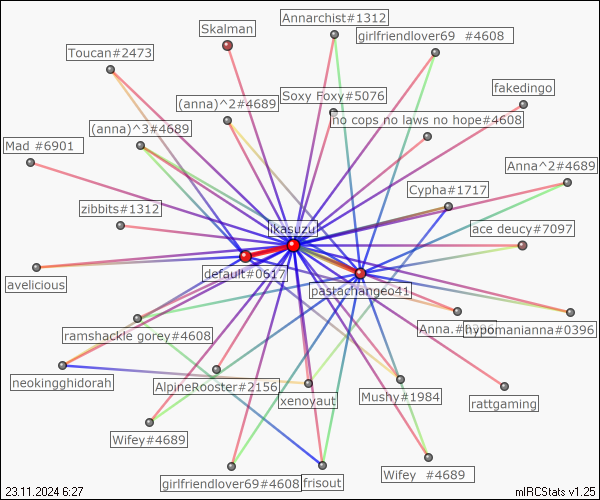 Annarchist#1312
Skalman
girlfriendlover69 #4608
Toucan#2473
fakedingo
Soxy Foxy#5076
(anna)^2#4689
no cops no laws no hope#4608
(anna)^3#4689
Mad #6901
Anna^2#4689
Cypha#1717
zibbits#1312
ikasuzu
ace deucy#7097
default#0617
avelicious
pastachangeo41
Anna.
hypomanianna#0396
ramshackle gorey#4608
neokingghidorah
AlpineRooster#2156
xenoyaut
Mushy#1984
rattgaming
Wifey#4689
Wifey #4689
girlfriendlover69#4608
frisout
23.11.2024 6:27
mIRCStats v1.25